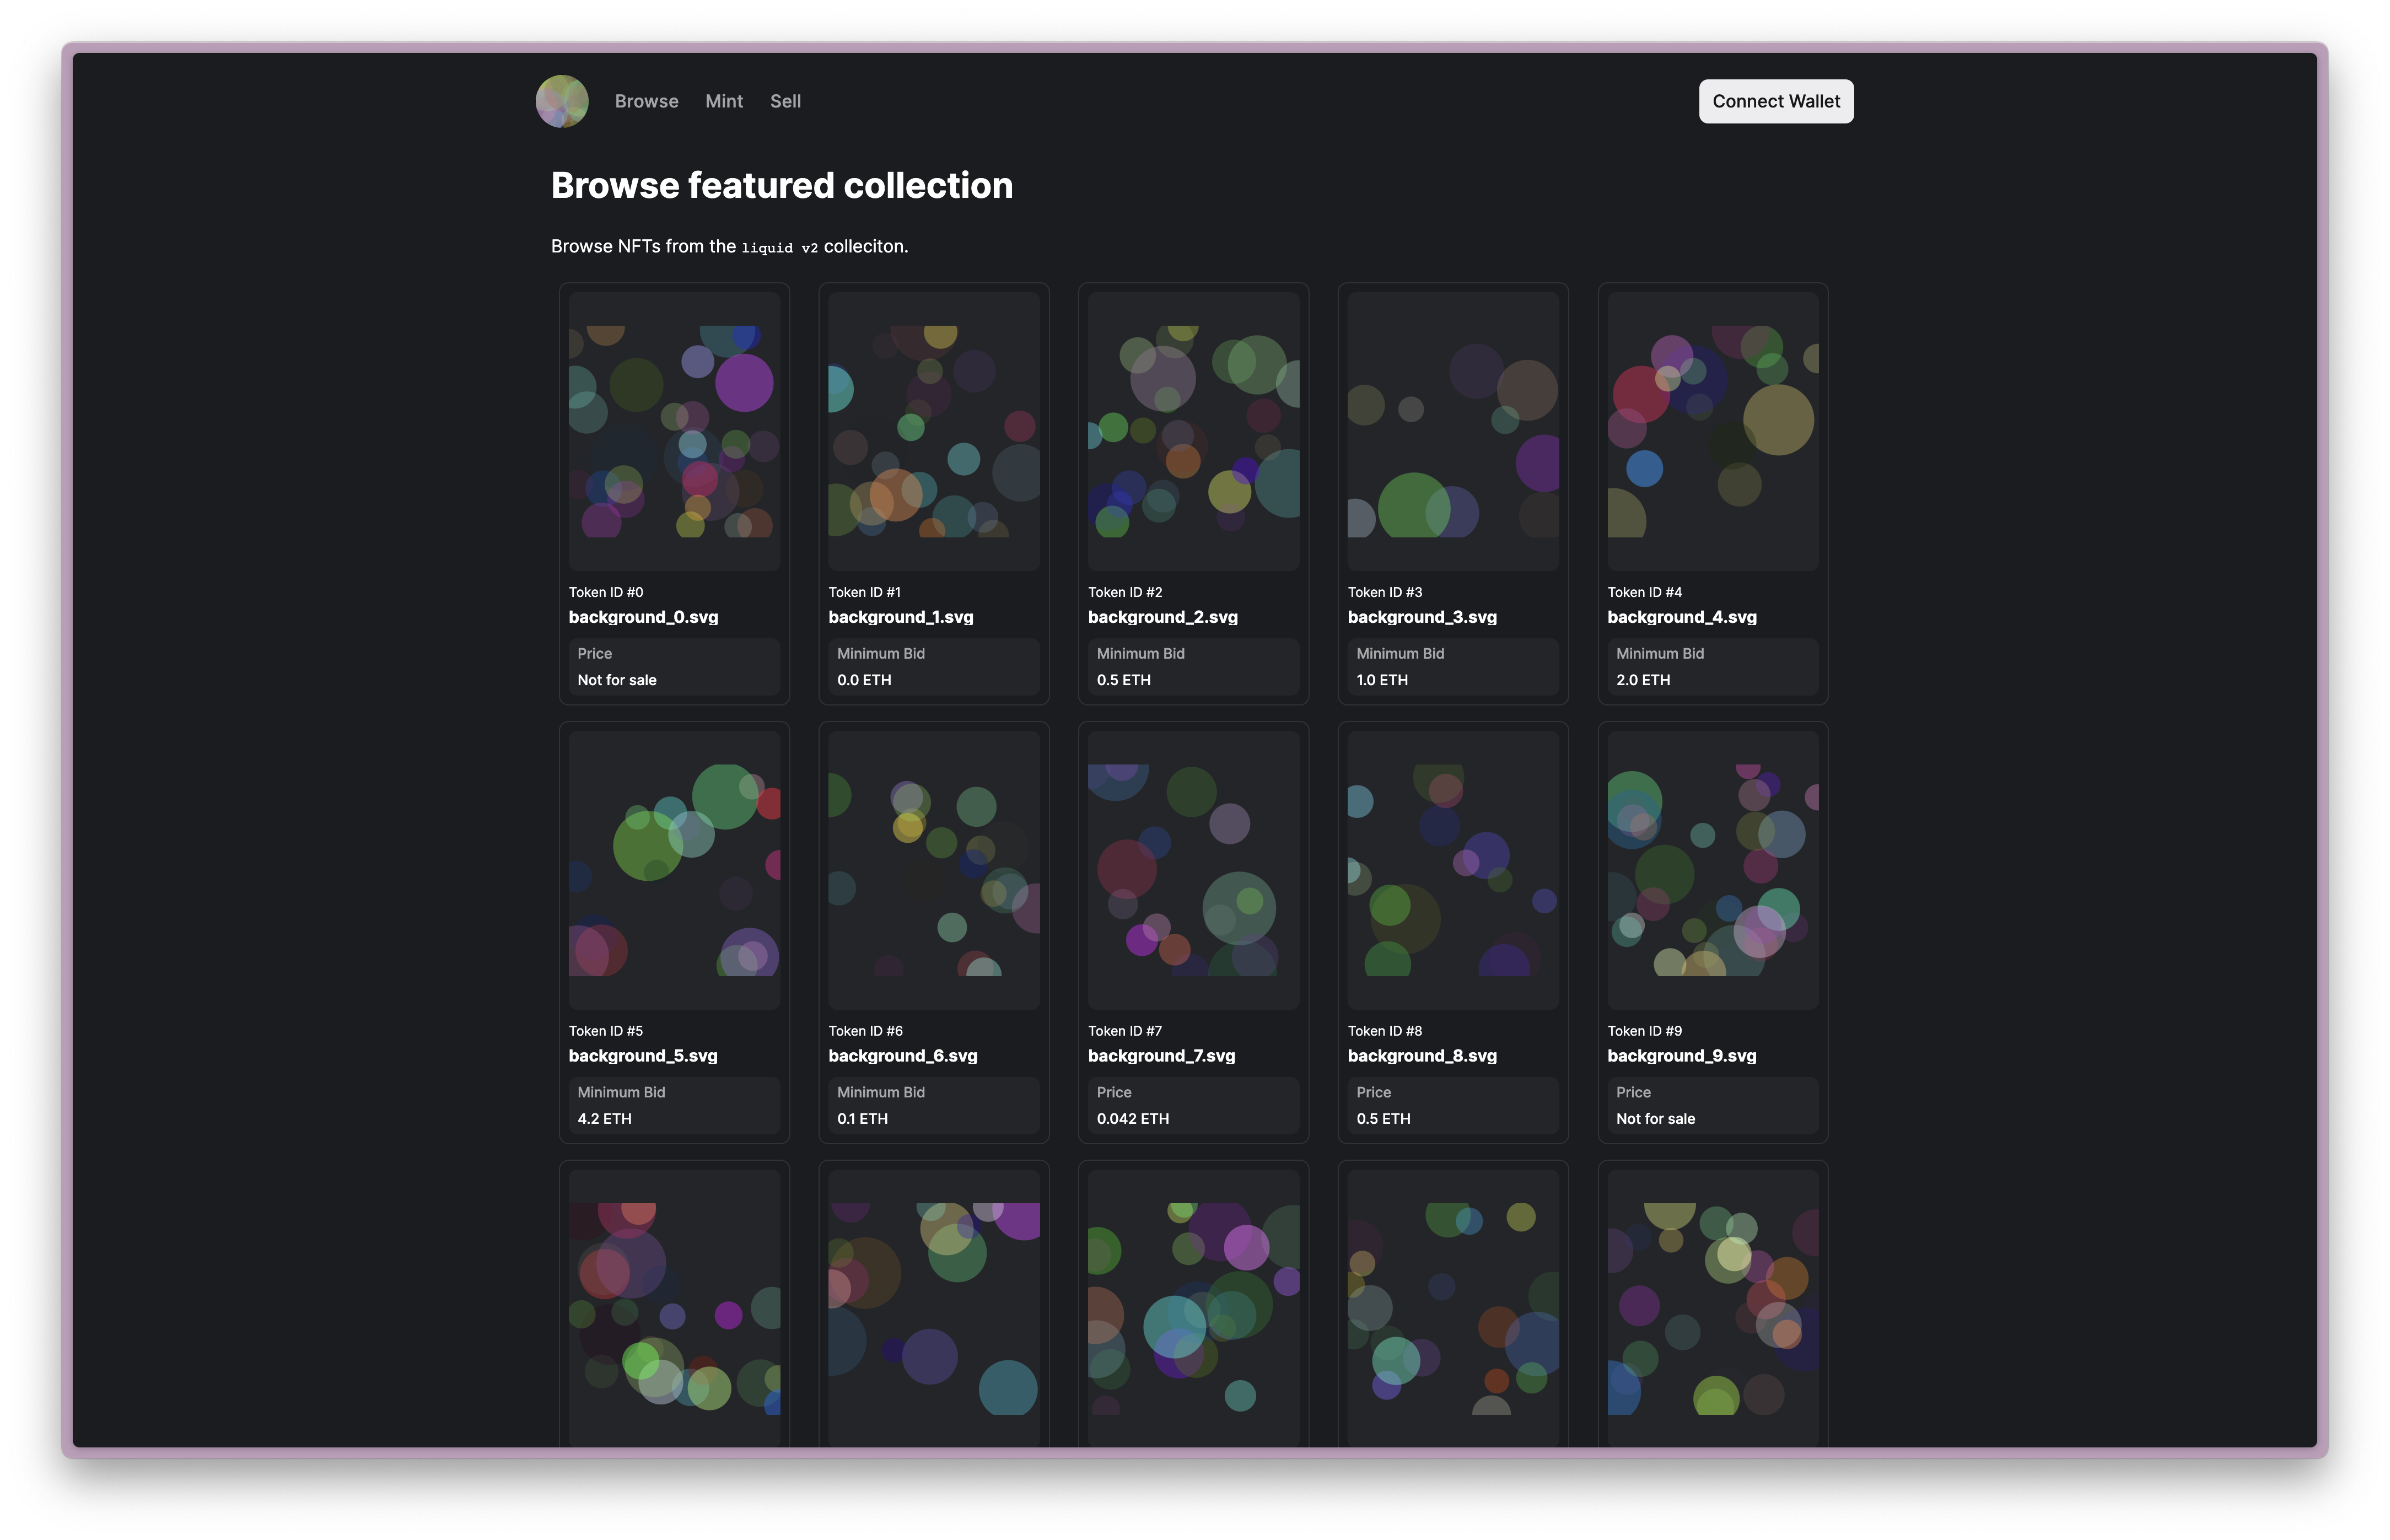 Browse Mint Sell Connect Wallet
Browse featured collection
Browse NFTs from the liquid v2 colleciton.
Token ID #0
background_0.svg
Price
Not for sale
Token ID #1
background_1.svg
Minimum Bid
0.0 ETH
Token ID #2
background_2.svg
Minimum Bid
0.5 ETH
Token ID #3
background_3.svg
Minimum Bid
1.0 ETH
Token ID #4
background_4.svg
Minimum Bid
2.0 ETH
Token ID #5
background_5.svg
Minimum Bid
4.2 ETH
Token ID #6
background_6.svg
Minimum Bid
0.1 ETH
Token ID #7
background_7.svg
Price
0.042 ETH
Token ID #8
background_8.svg
Price
0.5 ETH
Token ID #9
background_9.svg
Price
Not for sale